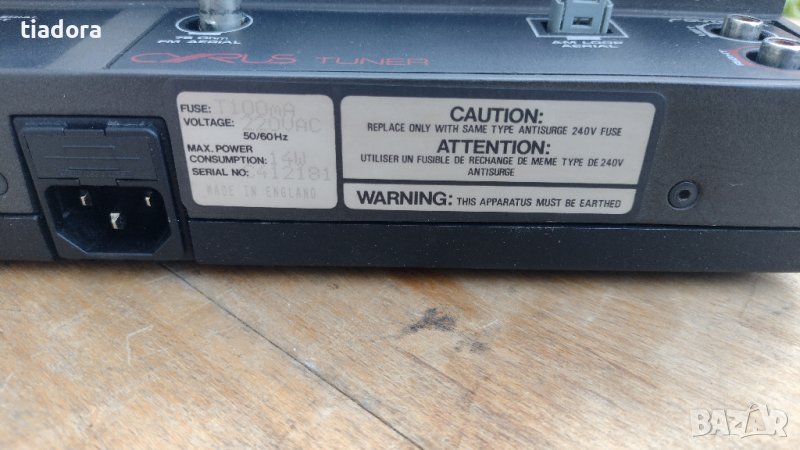 tiadora
75 Ohm
FM AERIAL
AM LOOP
AERIAL
CYRUS TUNER
FUSE: T100mA
VOLTAGE: 220VAC
50/60Hz
MAX. POWER
CONSUMPTION: 14W
SERIAL NO: 412181
MADE IN ENGLAND
CAUTION:
REPLACE ONLY WITH SAME TYPE ANTISURGE 240V FUSE
ATTENTION:
UTILISER UN FUSIBLE DE RECHANGE DE MEME TYPE DE 240V
ANTISURGE
WARNING: THIS APPARATUS MUST BE EARTHED
BAZAR